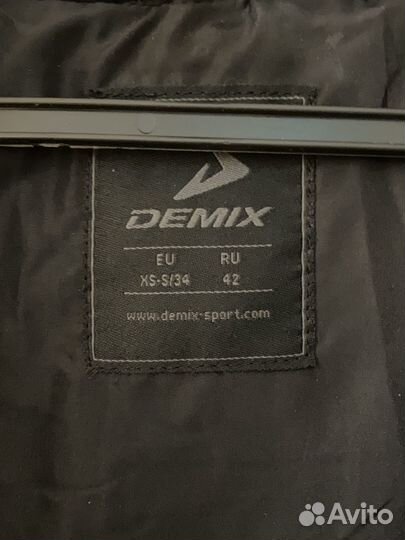 DEMIX
EU RU
XS-S/34 42
www.demix-sport.com
Avito